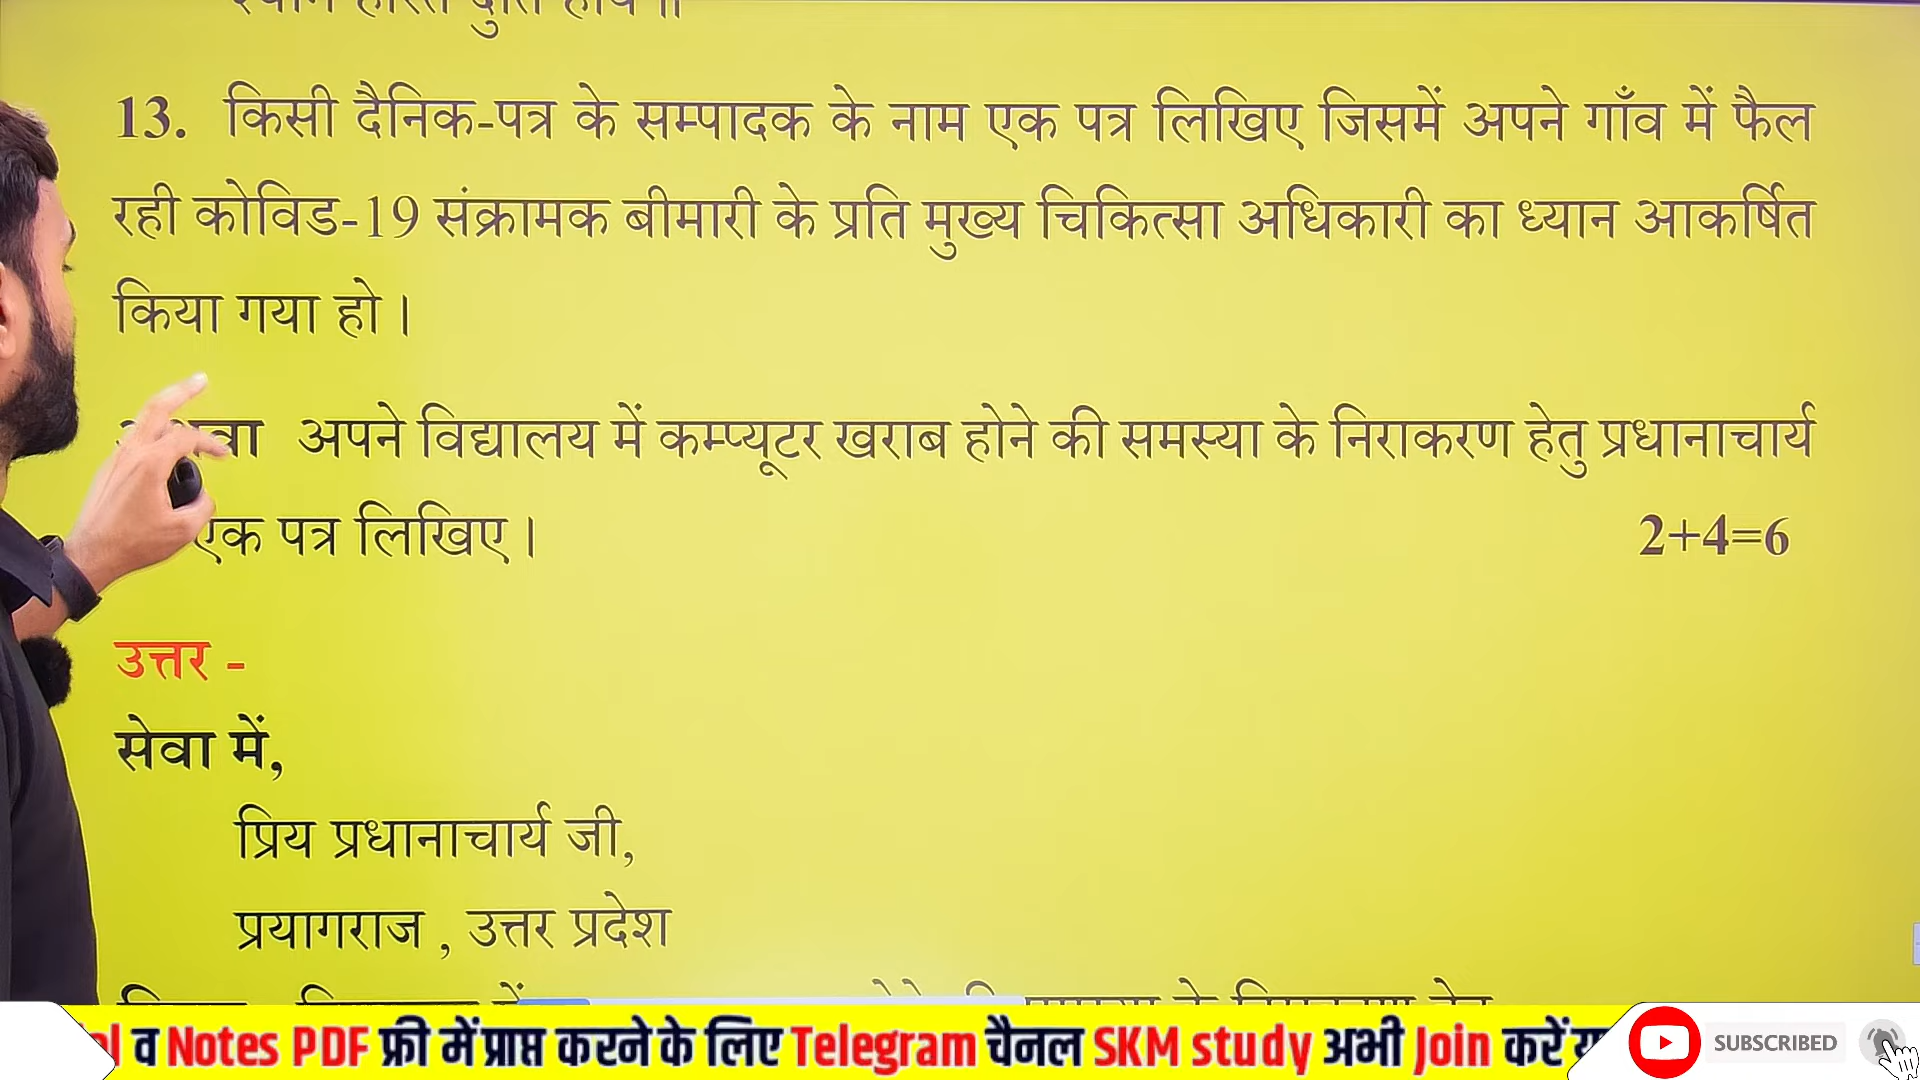 13. किसी दैनिक-पत्र के सम्पादक के नाम एक पत्र लिखिए जिसमें अपने गाँव में फैल
रही कोविड-19 संक्रामक बीमारी के प्रति मुख्य चिकित्सा अधिकारी का ध्यान आकर्षित
किया गया हो।
अपने विद्यालय में कम्प्यूटर खराब होने की समस्या के निराकरण हेतु प्रधानाचार्य
एक पत्र लिखिए। 2+4=6
उत्तर -
सेवा में,
प्रिय प्रधानाचार्य जी,
प्रयागराज , उत्तर प्रदेश
व Notes PDF फ्री में प्राप्त करने के लिए Telegram चैनल SKM study अभी Join करें
SUBSCRIBED